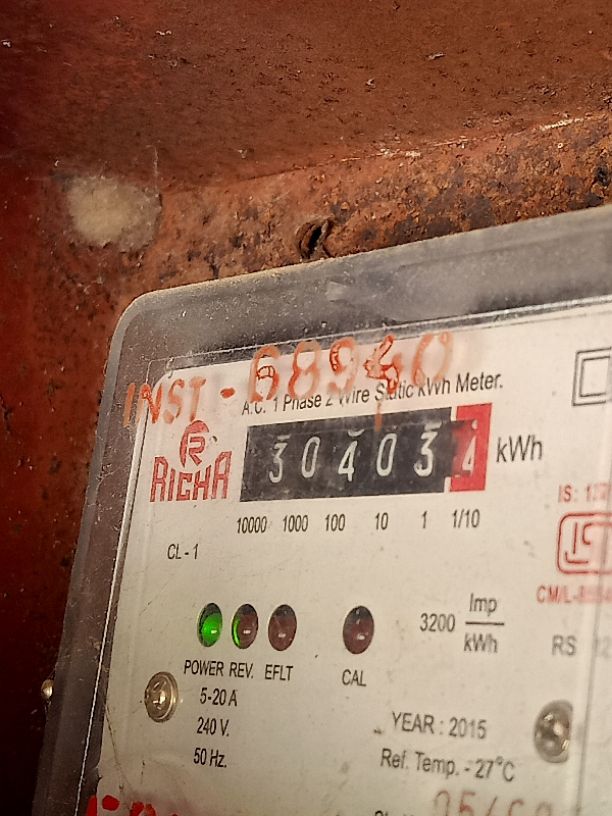 INST - 68940
A.C. 1 Phase 2 Wire Static kWh Meter.
R
RICHA
304034 kWh
10000 1000 100 10 1 1/10
CL - 1
IS:
CM/L-
3200 Imp/kWh
RS
POWER REV. EFLT CAL
5-20 A
240 V.
50 Hz.
YEAR : 2015
Ref. Temp. - 27°C